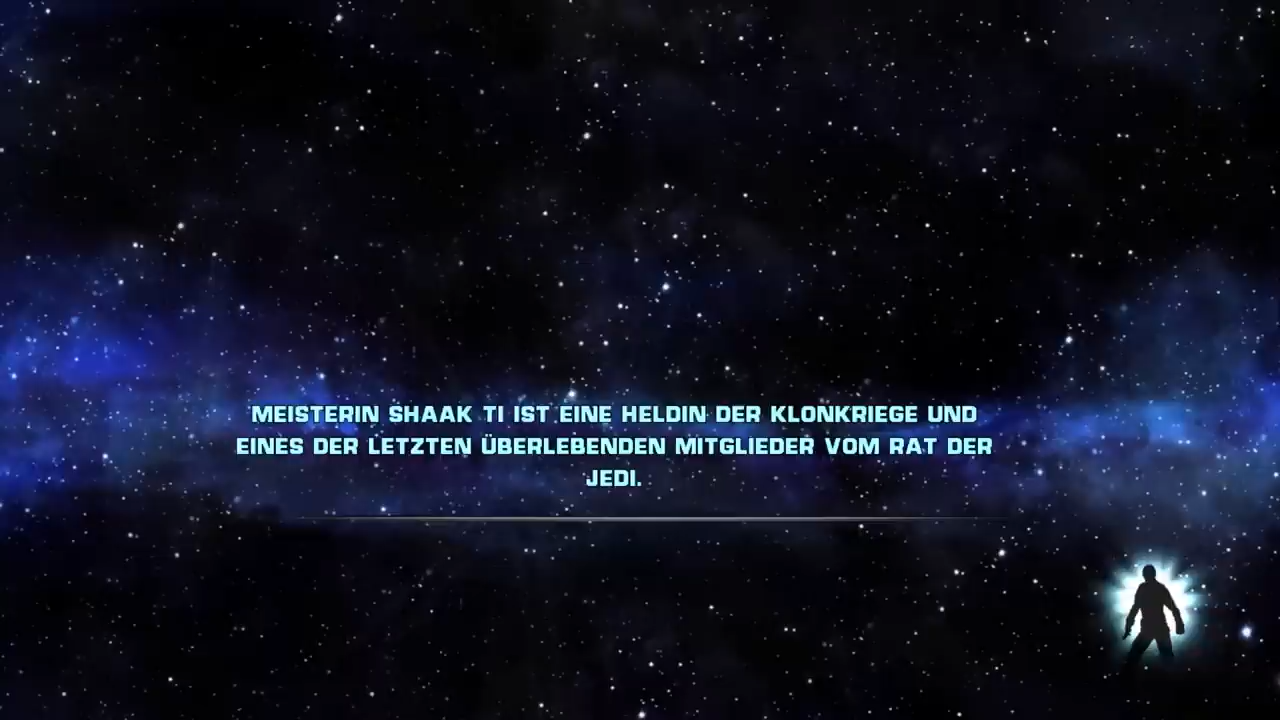 MEISTERIN SHAAK TI IST EINE HELDIN DER KLONKRIEGE UND
EINES DER LETZTEN ÜBERLEBENDEN MITGLIEDER VOM RAT DER
JEDI.